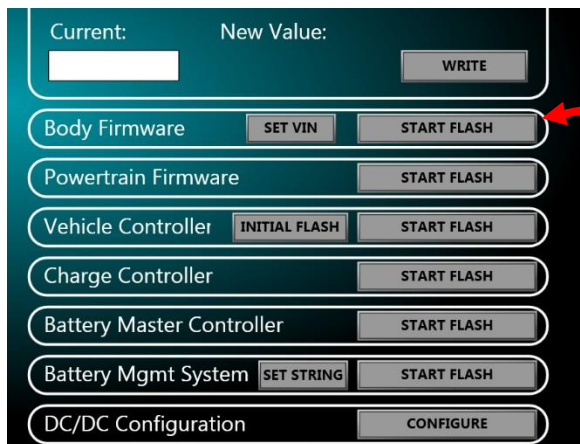 Current: New Value:
WRITE
Body Firmware SET VIN START FLASH
Powertrain Firmware START FLASH
Vehicle Controller INITIAL FLASH START FLASH
Charge Controller START FLASH
Battery Master Controller START FLASH
Battery Mgmt System SET STRING START FLASH
DC/DC Configuration CONFIGURE